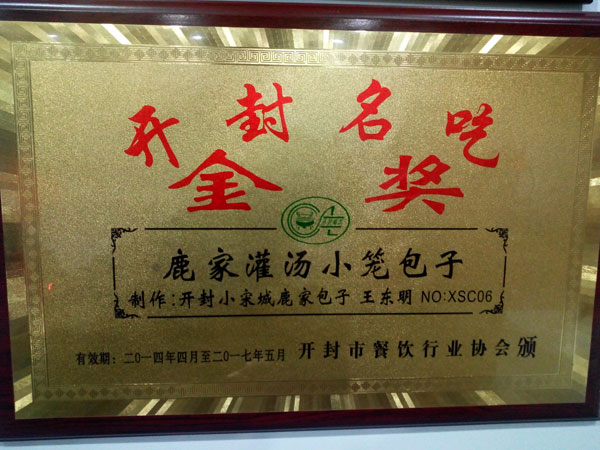 开封名吃
金奖
鹿家灌汤小笼包子
制作:开封小宋城鹿家包子 王东明 NO:XSC06
有效期:二0一四年四月至二0一七年五月 开封市餐饮行业协会颁